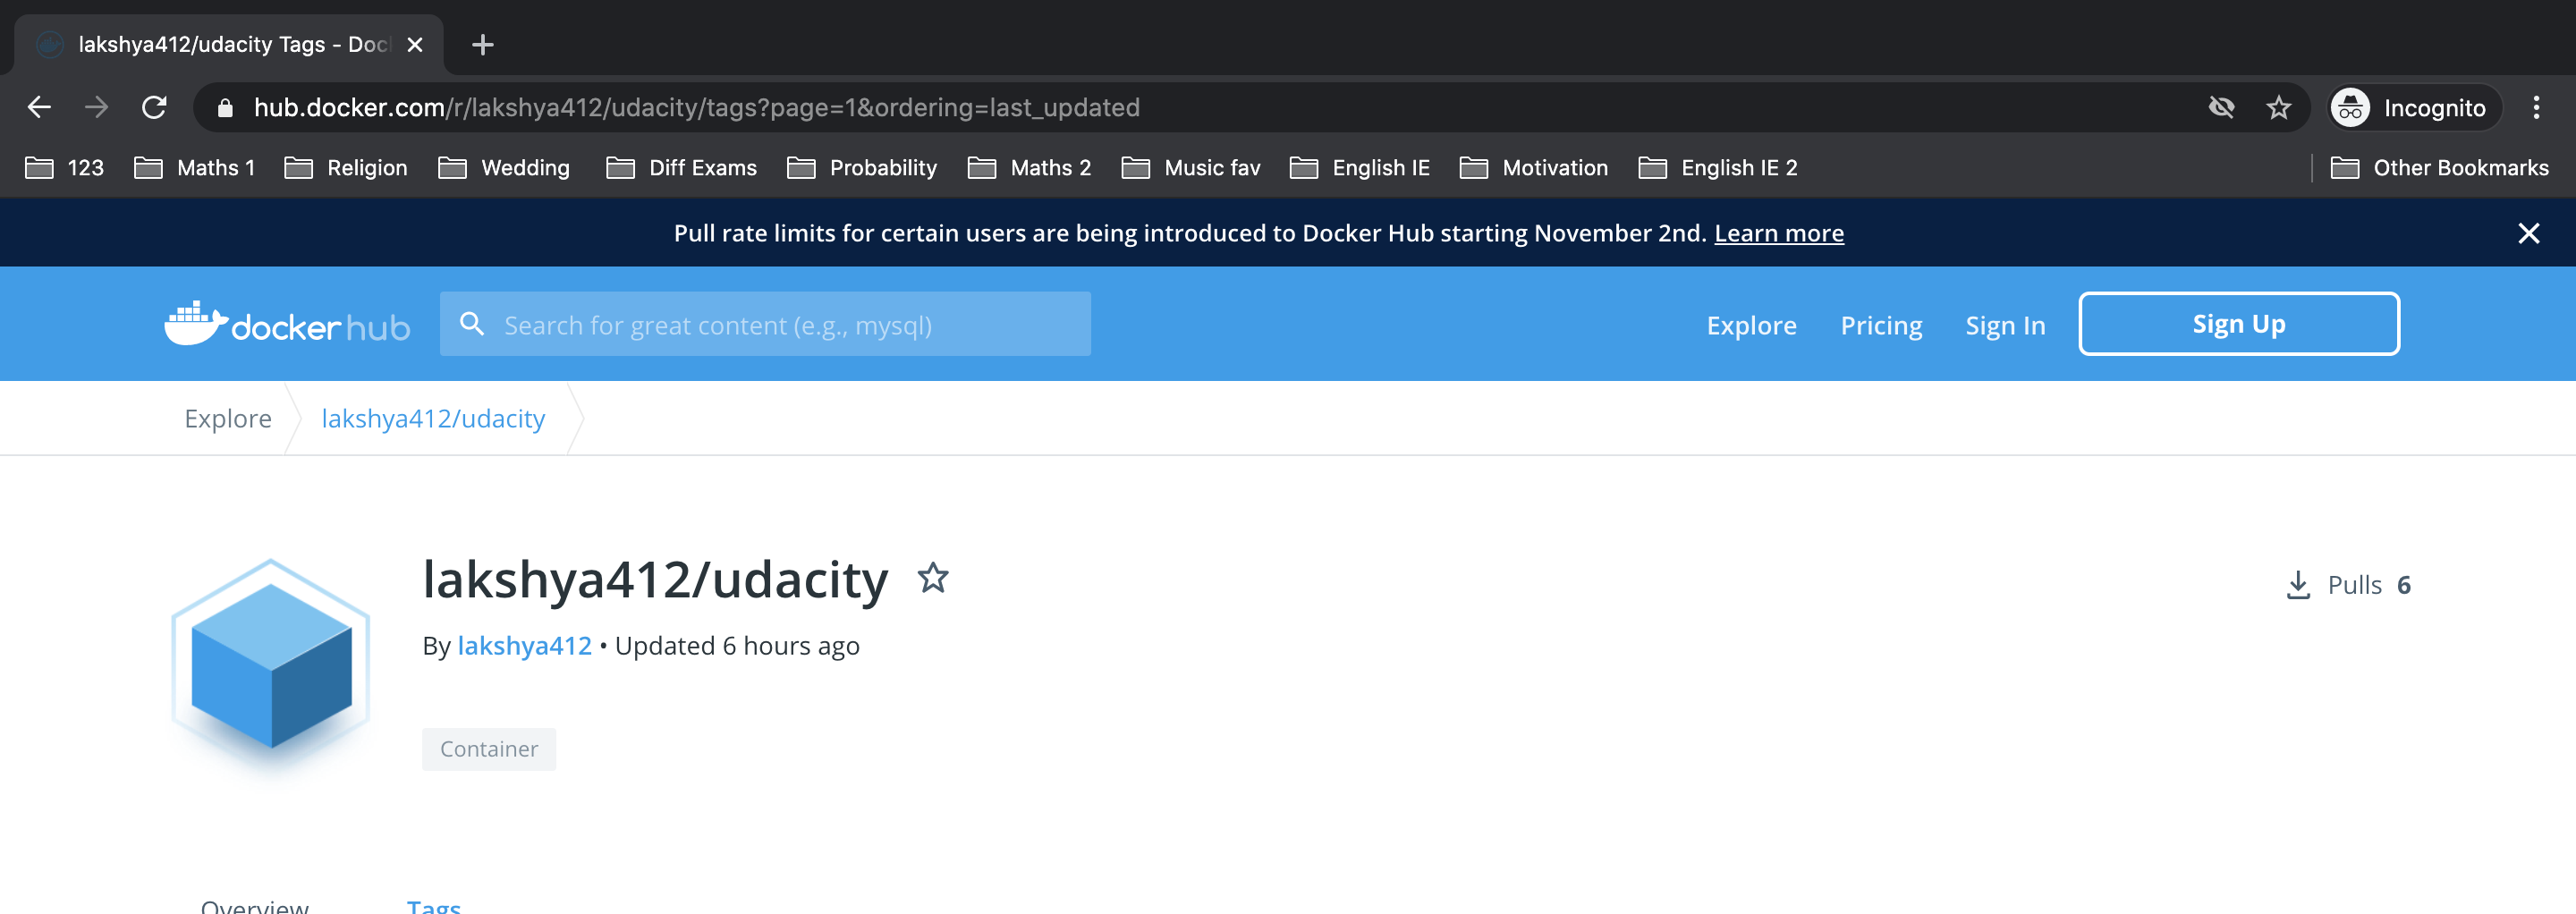 lakshya412/udacity Tags - Doc
hub.docker.com/r/lakshya412/udacity/tags?page=1&ordering=last_updated
Incognito
123 Maths 1 Religion Wedding Diff Exams Probability Maths 2 Music fav English IE Motivation English IE 2 Other Bookmarks
Pull rate limits for certain users are being introduced to Docker Hub starting November 2nd. Learn more
docker hub Search for great content (e.g., mysql) Explore Pricing Sign In Sign Up
Explore lakshya412/udacity
lakshya412/udacity
Pulls 6
By lakshya412 • Updated 6 hours ago
Container
Overview Tags